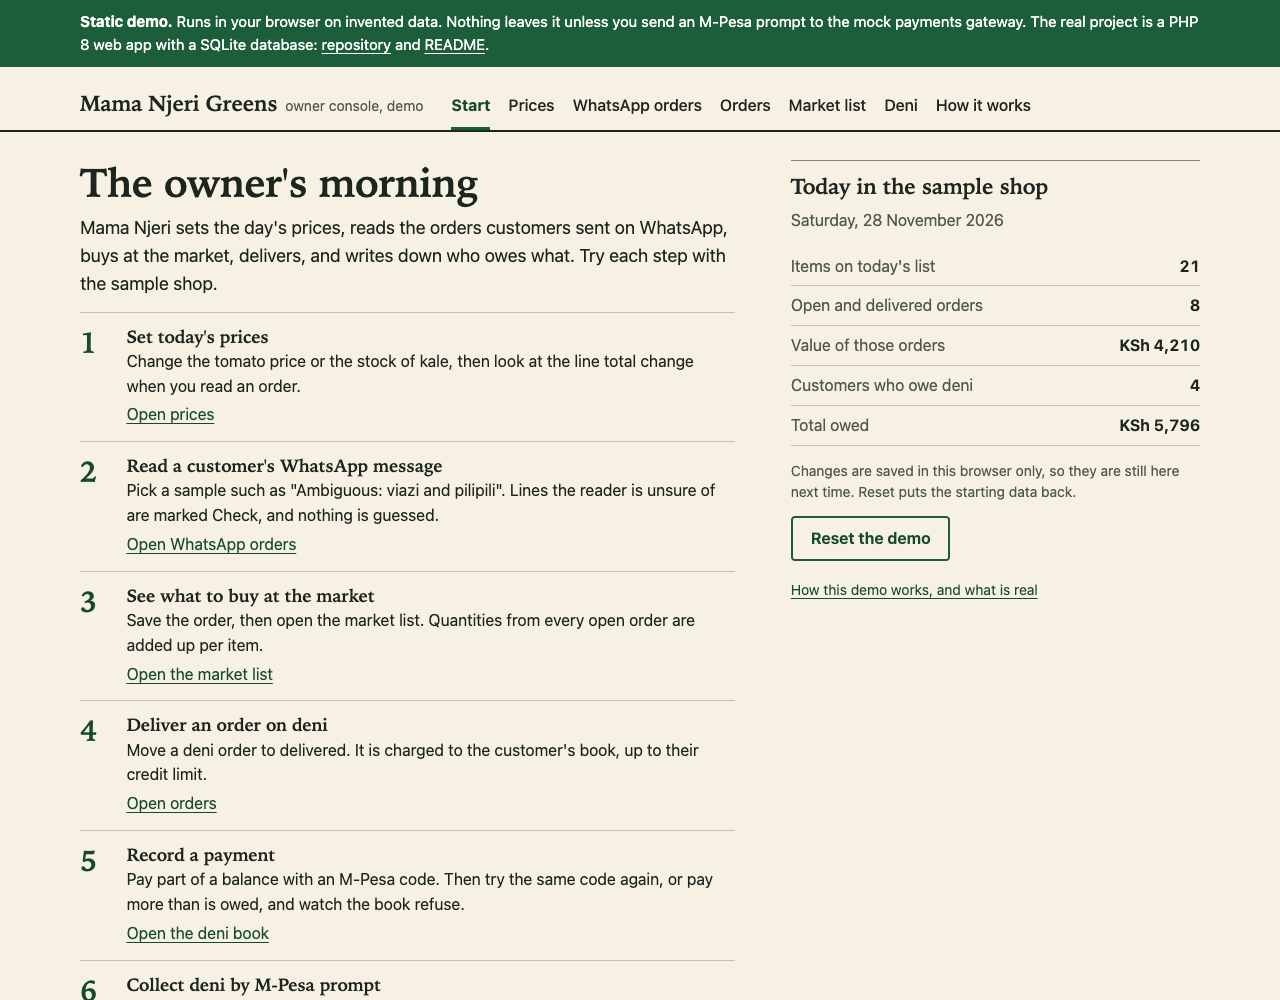 Static demo. Runs in your browser on invented data. Nothing leaves it unless you send an M-Pesa prompt to the mock payments gateway. The real project is a PHP
8 web app with a SQLite database: repository and README.
Mama Njeri Greens owner console, demo Start Prices WhatsApp orders Orders Market list Deni How it works
The owner's morning
Mama Njeri sets the day's prices, reads the orders customers sent on WhatsApp,
buys at the market, delivers, and writes down who owes what. Try each step with
the sample shop.
1 Set today's prices
Change the tomato price or the stock of kale, then look at the line total change
when you read an order.
Open prices
2 Read a customer's WhatsApp message
Pick a sample such as "Ambiguous: viazi and pilipili". Lines the reader is unsure of
are marked Check, and nothing is guessed.
Open WhatsApp orders
3 See what to buy at the market
Save the order, then open the market list. Quantities from every open order are
added up per item.
Open the market list
4 Deliver an order on deni
Move a deni order to delivered. It is charged to the customer's book, up to their
credit limit.
Open orders
5 Record a payment
Pay part of a balance with an M-Pesa code. Then try the same code again, or pay
more than is owed, and watch the book refuse.
Open the deni book
6 Collect deni by M-Pesa prompt
Today in the sample shop
Saturday, 28 November 2026
Items on today's list 21
Open and delivered orders 8
Value of those orders KSh 4,210
Customers who owe deni 4
Total owed KSh 5,796
Changes are saved in this browser only, so they are still here
next time. Reset puts the starting data back.
Reset the demo
How this demo works, and what is real